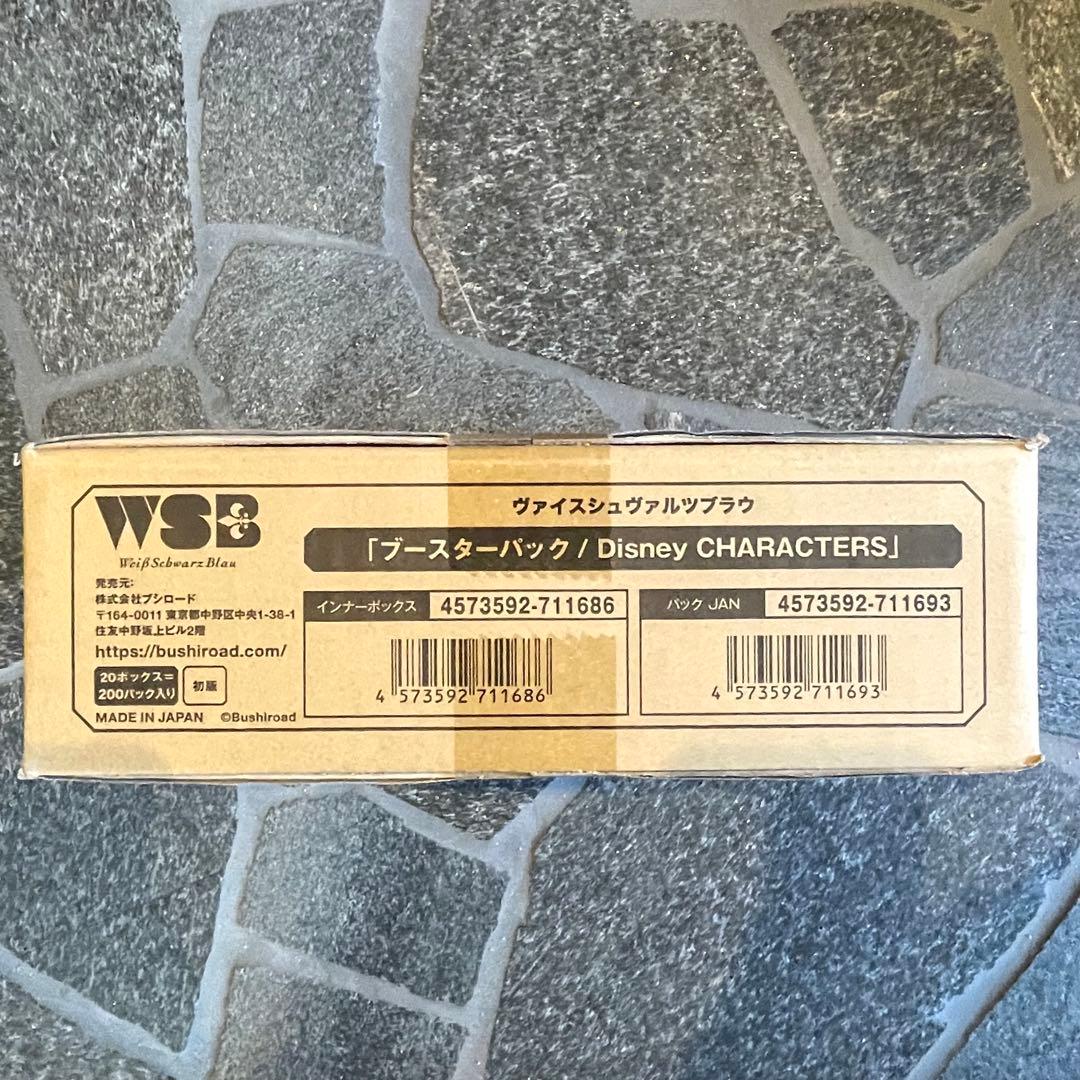 WSB
Weiß Schwarz Blau
発売元:
株式会社ブシロード
〒164-0011 東京都中野区中央1-38-1
住友中野坂上ビル2階
https://bushiroad.com/
20ボックス=
200パック入り
初版
MADE IN JAPAN ©Bushiroad
ヴァイスシュヴァルツブラウ
「ブースターパック / Disney CHARACTERS」
インナーボックス 4573592-711686
4 573592 711686
パック JAN 4573592-711693
4 573592 711693